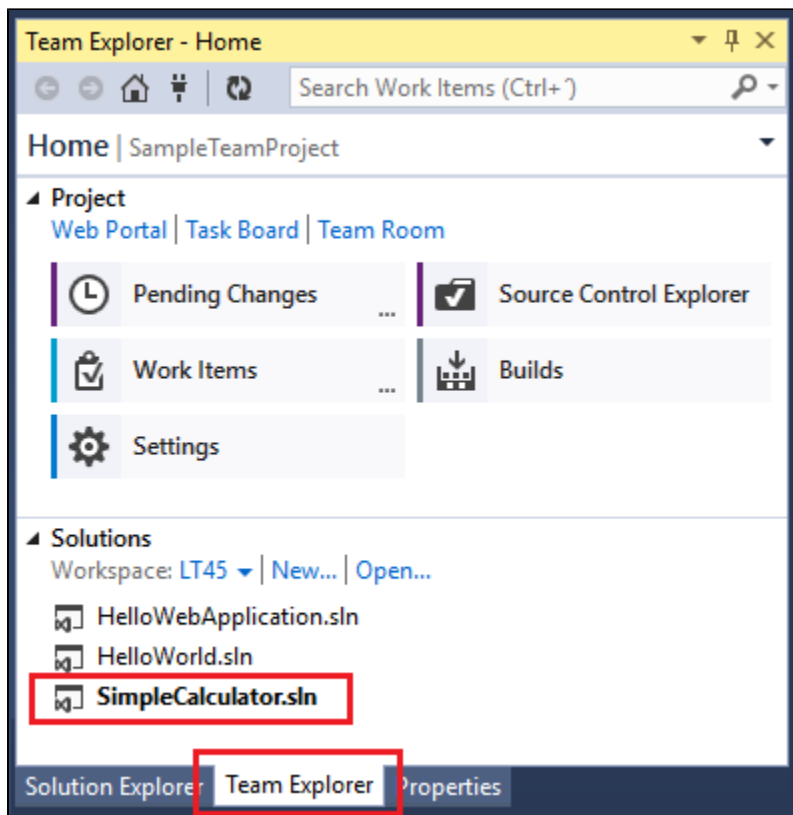 Team Explorer - Home
Search Work Items (Ctrl+´)
Home | SampleTeamProject
Project
Web Portal | Task Board | Team Room
Pending Changes ... Source Control Explorer
Work Items ... Builds
Settings
Solutions
Workspace: LT45 | New... | Open...
HelloWebApplication.sln
HelloWorld.sln
SimpleCalculator.sln
Solution Explorer Team Explorer Properties